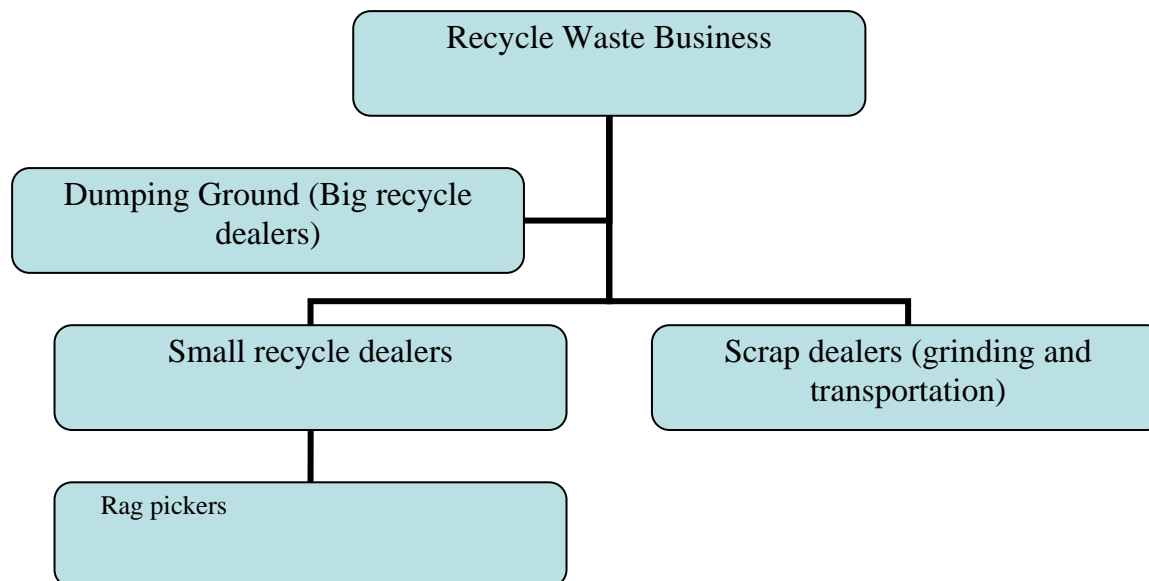 Recycle Waste Business
Dumping Ground (Big recycle
dealers)
Small recycle dealers
Scrap dealers (grinding and
transportation)
Rag pickers